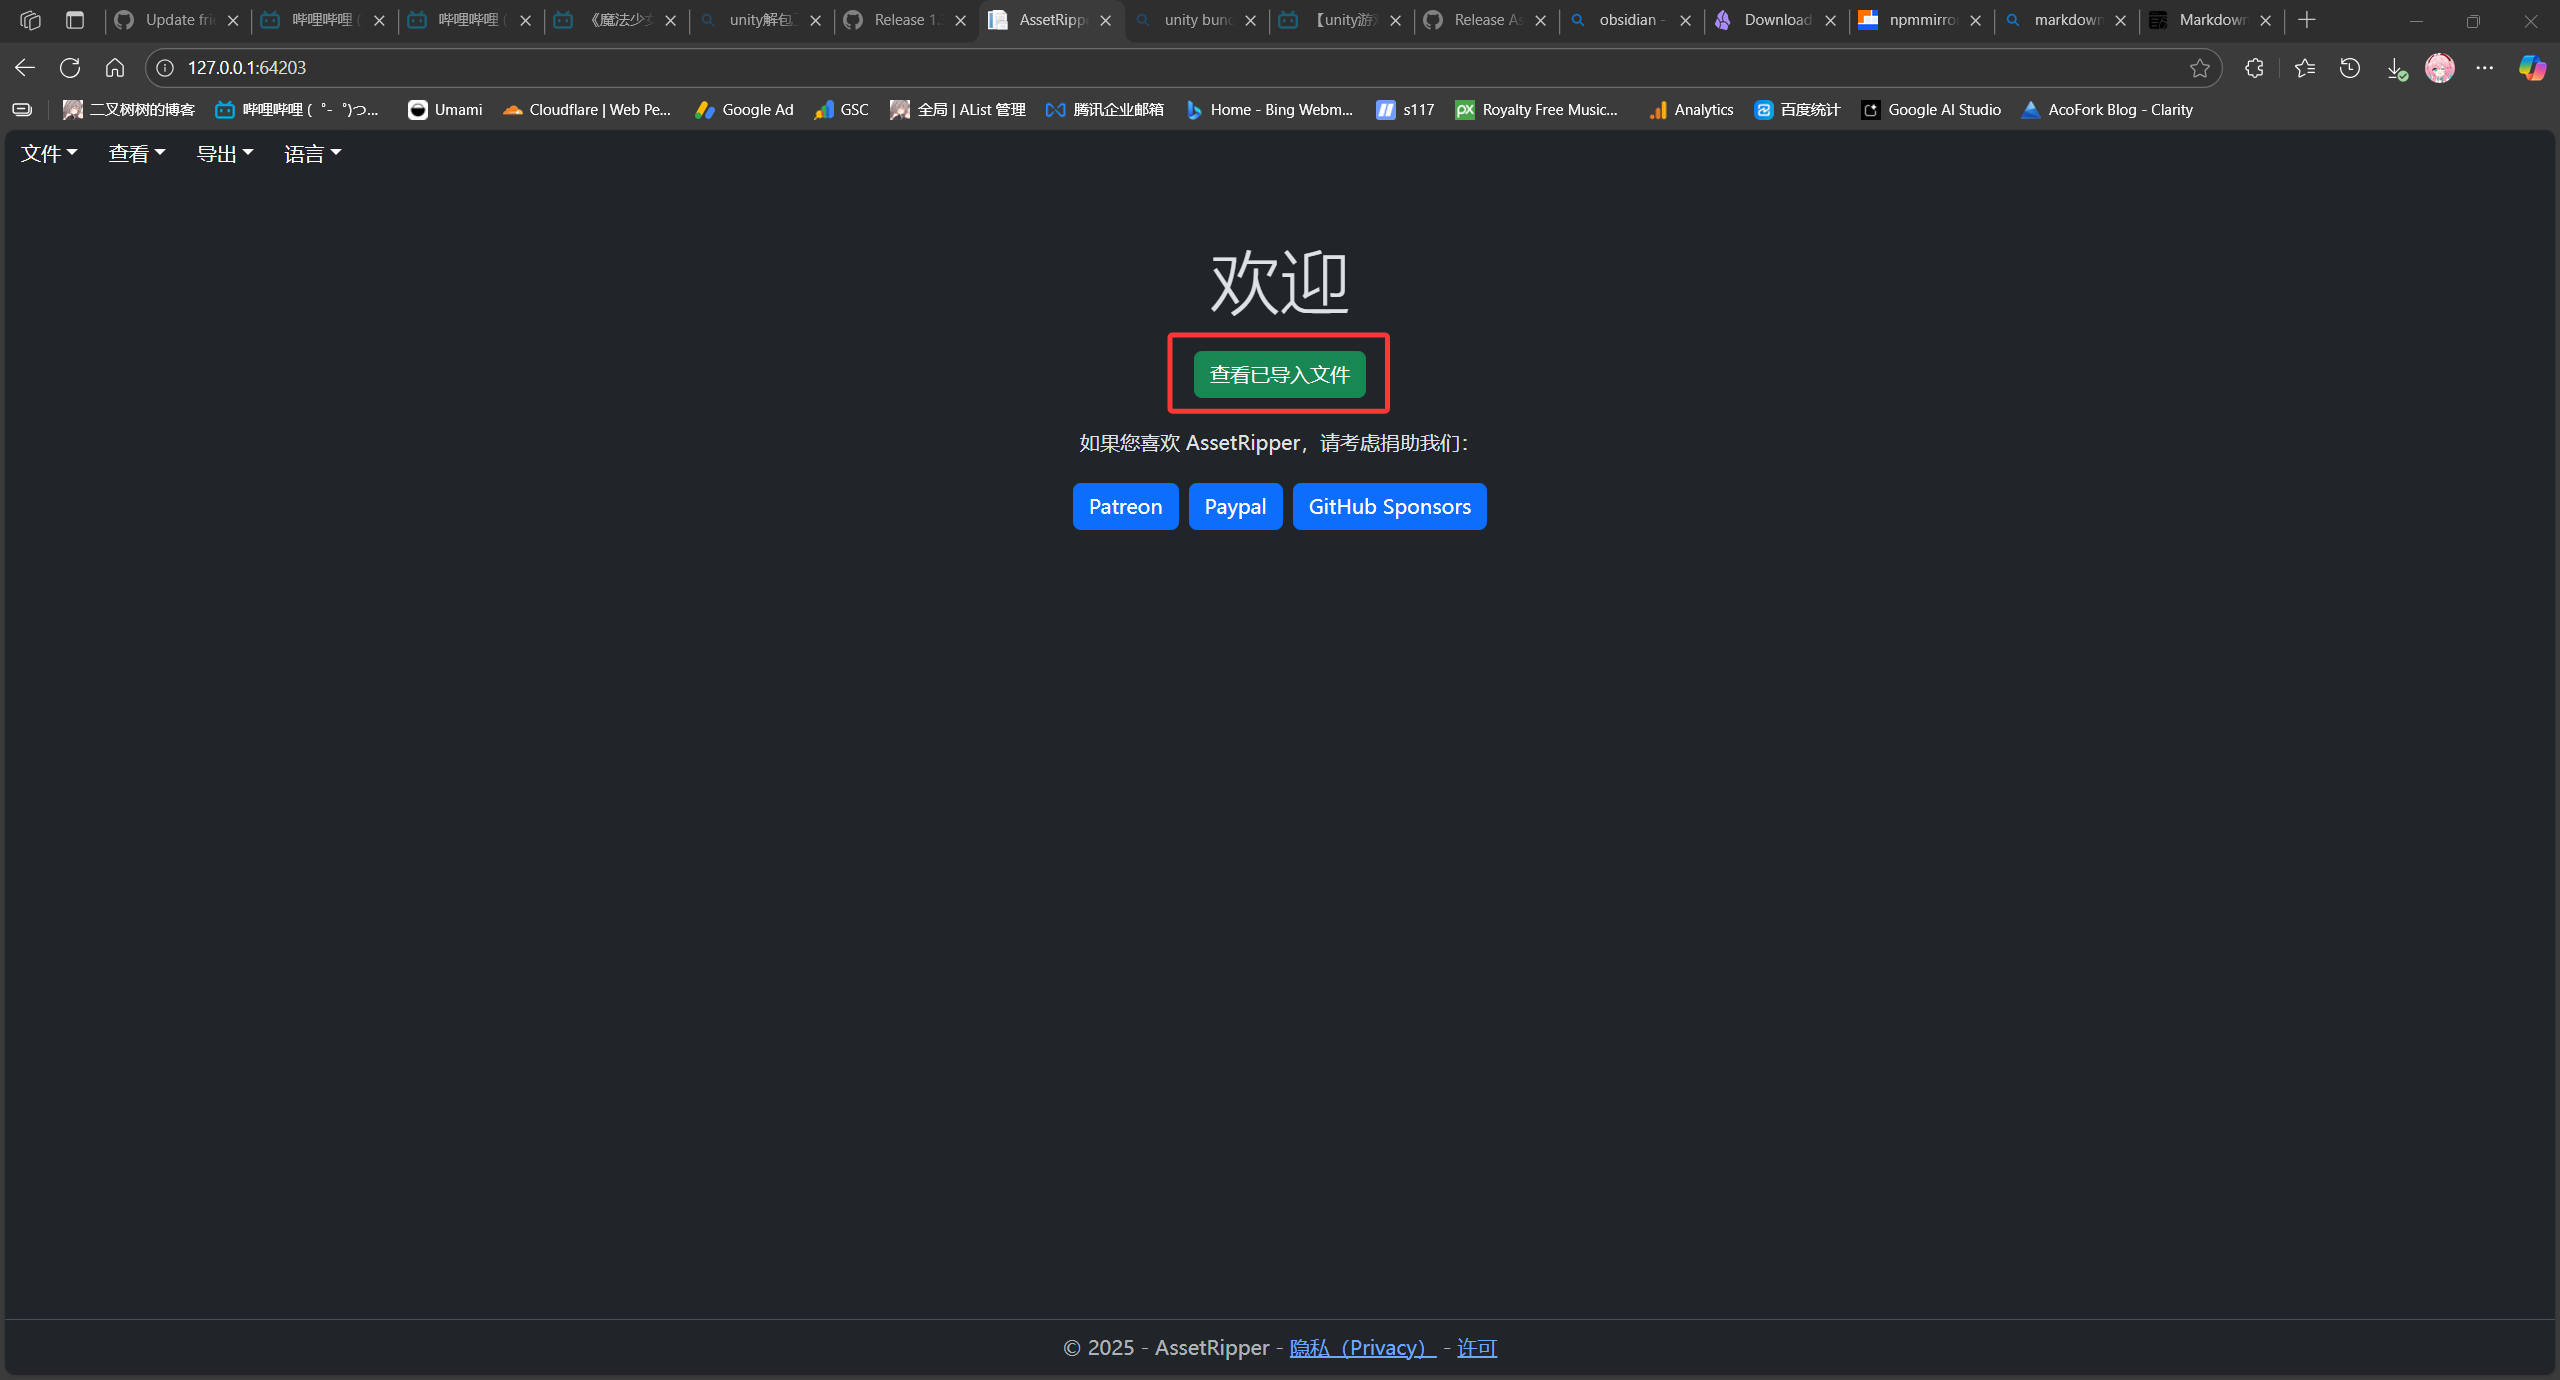 Update frie
哔哩哔哩 (
哔哩哔哩 (
《魔法少女
unity解包
Release 1.
AssetRippe
unity bund
【unity游戏
Release As
obsidian -
Download
npmmirro
markdown
Markdown
127.0.0.1:64203
二叉树树的博客
哔哩哔哩 ( ゜- ゜)つ...
Umami
Cloudflare | Web Pe...
Google Ad
GSC
全局 | AList 管理
腾讯企业邮箱
Home - Bing Webm...
s117
Royalty Free Music...
Analytics
百度统计
Google AI Studio
AcoFork Blog - Clarity
文件 查看 导出 语言
欢迎
查看已导入文件
如果您喜欢 AssetRipper，请考虑捐助我们：
Patreon Paypal GitHub Sponsors
© 2025 - AssetRipper - 隐私（Privacy） - 许可